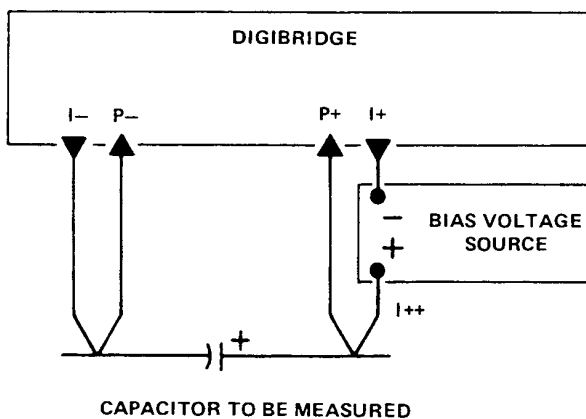 DIGIBRIDGE
I− P− P+ I+
−
BIAS VOLTAGE
+
SOURCE
I++
+
CAPACITOR TO BE MEASURED